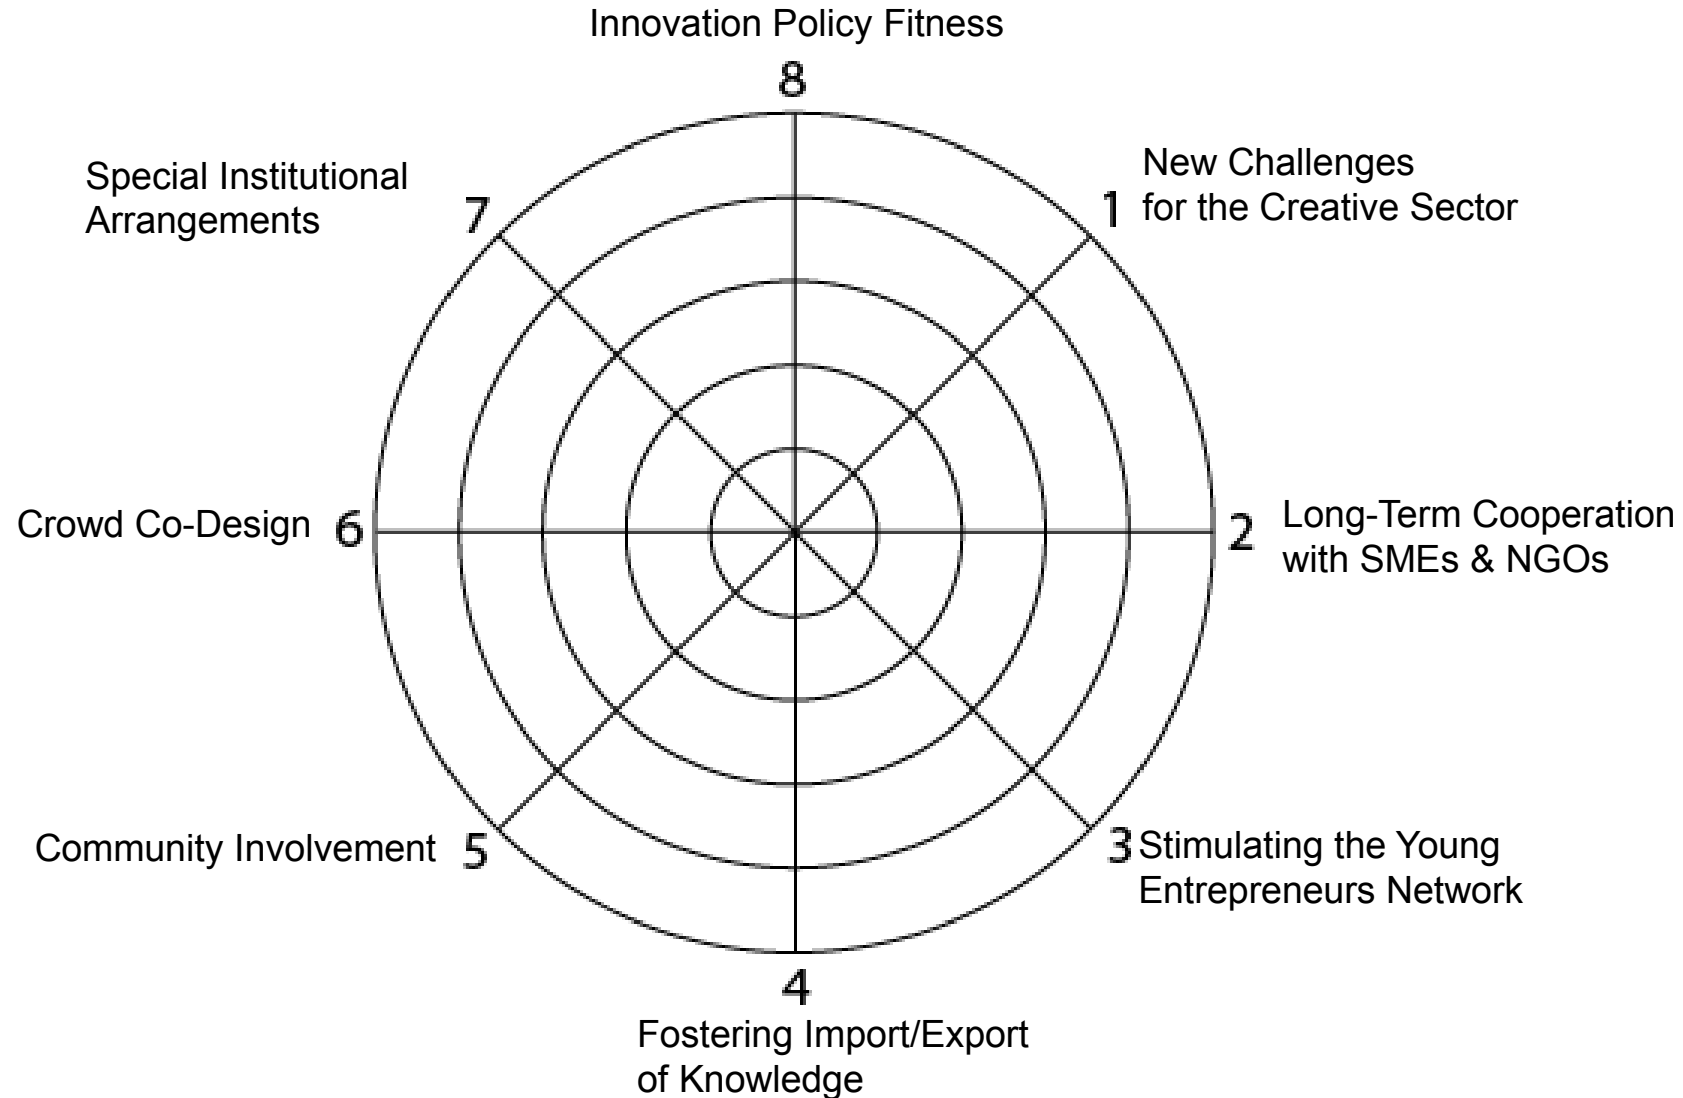 Innovation Policy Fitness
8
New Challenges
1 for the Creative Sector
2 Long-Term Cooperation
with SMEs & NGOs
3 Stimulating the Young
Entrepreneurs Network
4
Fostering Import/Export
of Knowledge
Community Involvement 5
Crowd Co-Design 6
Special Institutional
Arrangements
7